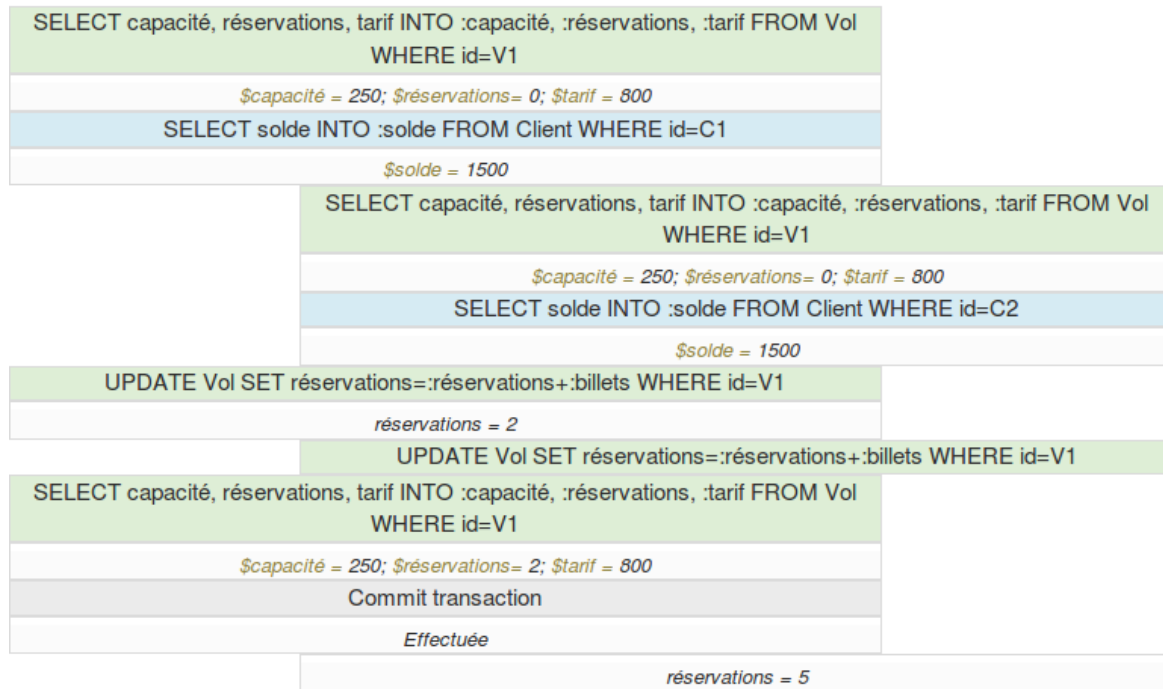 SELECT capacité, réservations, tarif INTO :capacité, :réservations, :tarif FROM Vol
WHERE id=V1
$capacité = 250; $réservations= 0; $tarif = 800
SELECT solde INTO :solde FROM Client WHERE id=C1
$solde = 1500
SELECT capacité, réservations, tarif INTO :capacité, :réservations, :tarif FROM Vol
WHERE id=V1
$capacité = 250; $réservations= 0; $tarif = 800
SELECT solde INTO :solde FROM Client WHERE id=C2
$solde = 1500
UPDATE Vol SET réservations=:réservations+:billets WHERE id=V1
réservations = 2
UPDATE Vol SET réservations=:réservations+:billets WHERE id=V1
SELECT capacité, réservations, tarif INTO :capacité, :réservations, :tarif FROM Vol
WHERE id=V1
$capacité = 250; $réservations= 2; $tarif = 800
Commit transaction
Effectuée
réservations = 5